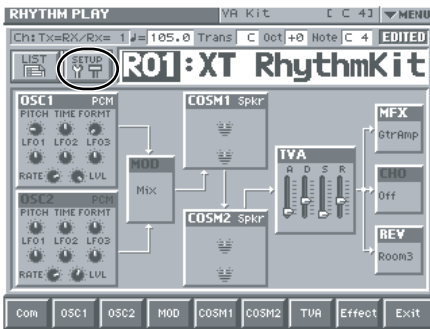 RHYTHM PLAY VA Kit [ C 4] ▼MENU
Ch: Tx=RX/RX= 1 ♩= 105.0 Trans C Oct +0 Note C 4 EDITED
LIST SETUP R01:XT RhythmKit
OSC1 PCM
PITCH TIME FORMT
LFO1 LFO2 LFO3
RATE LVL
OSC2 PCM
PITCH TIME FORMT
LFO1 LFO2 LFO3
RATE LVL
MOD
Mix
COSM1 Spkr
COSM2 Spkr
TVA
A D S R
MFX
GtrAmp
CHO
Off
REV
Room3
Com OSC1 OSC2 MOD COSM1 COSM2 TVA Effect Exit